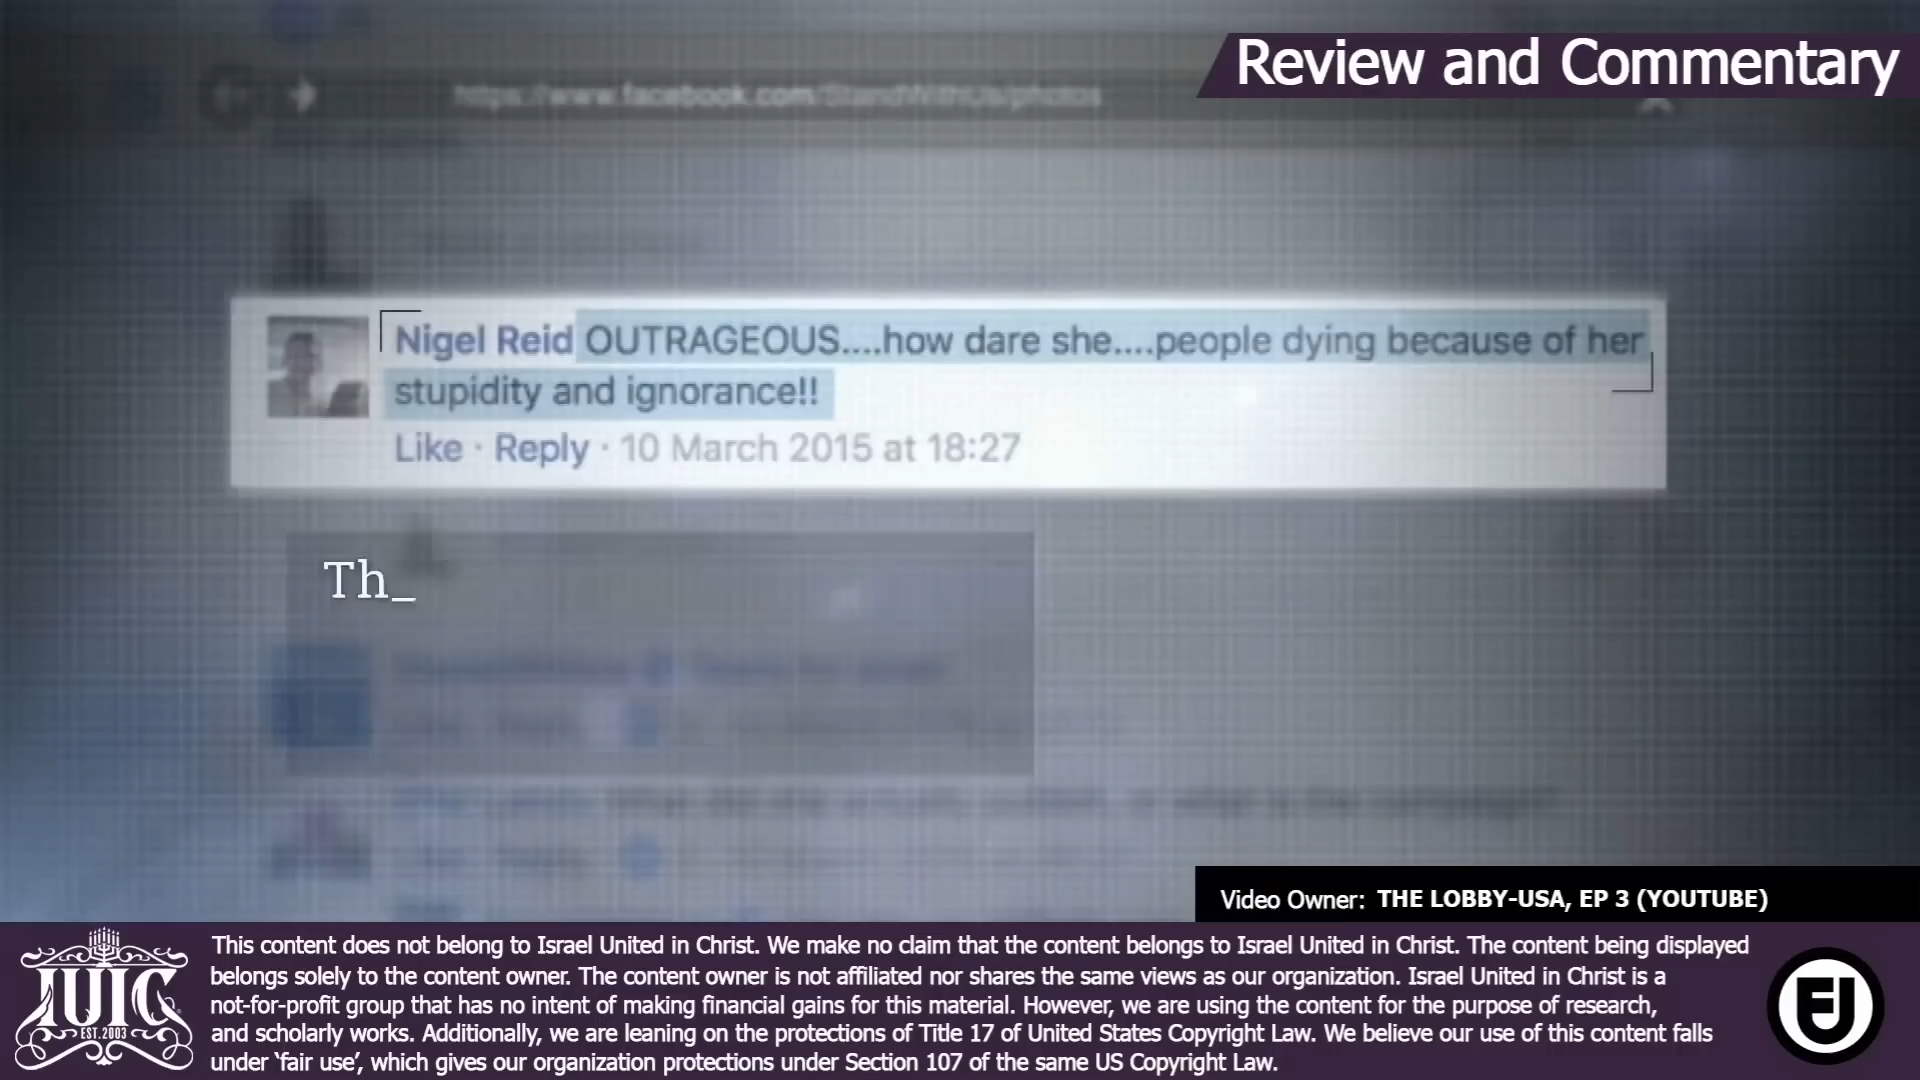 Review and Commentary
https://www.facebook.com/StandWithUs/photos
Nigel Reid OUTRAGEOUS....how dare she....people dying because of her
stupidity and ignorance!!
Like · Reply · 10 March 2015 at 18:27
Th_
Video Owner: THE LOBBY-USA, EP 3 (YOUTUBE)
This content does not belong to Israel United in Christ. We make no claim that the content belongs to Israel United in Christ. The content being displayed
belongs solely to the content owner. The content owner is not affiliated nor shares the same views as our organization. Israel United in Christ is a
not-for-profit group that has no intent of making financial gains for this material. However, we are using the content for the purpose of research,
and scholarly works. Additionally, we are leaning on the protections of Title 17 of United States Copyright Law. We believe our use of this content falls
under ‘fair use’, which gives our organization protections under Section 107 of the same US Copyright Law.
IUIC
EST. 2003